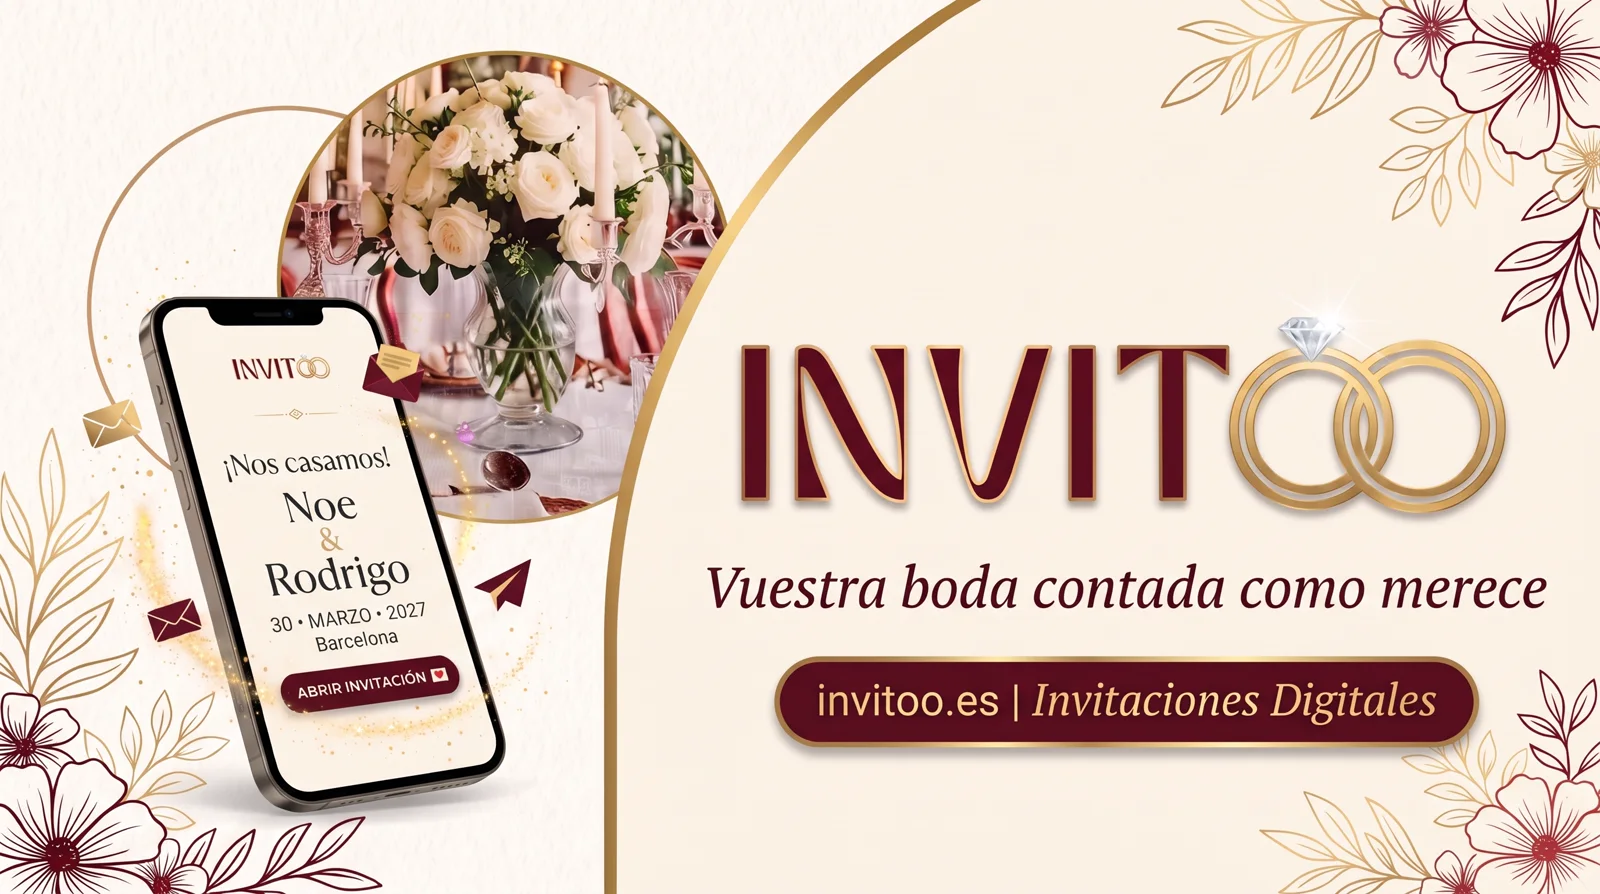 INVITOO
¡Nos casamos!
Noe
&
Rodrigo
30 • MARZO • 2027
Barcelona
ABRIR INVITACIÓN
INVITOO
Vuestra boda contada como merece
invitoo.es | Invitaciones Digitales